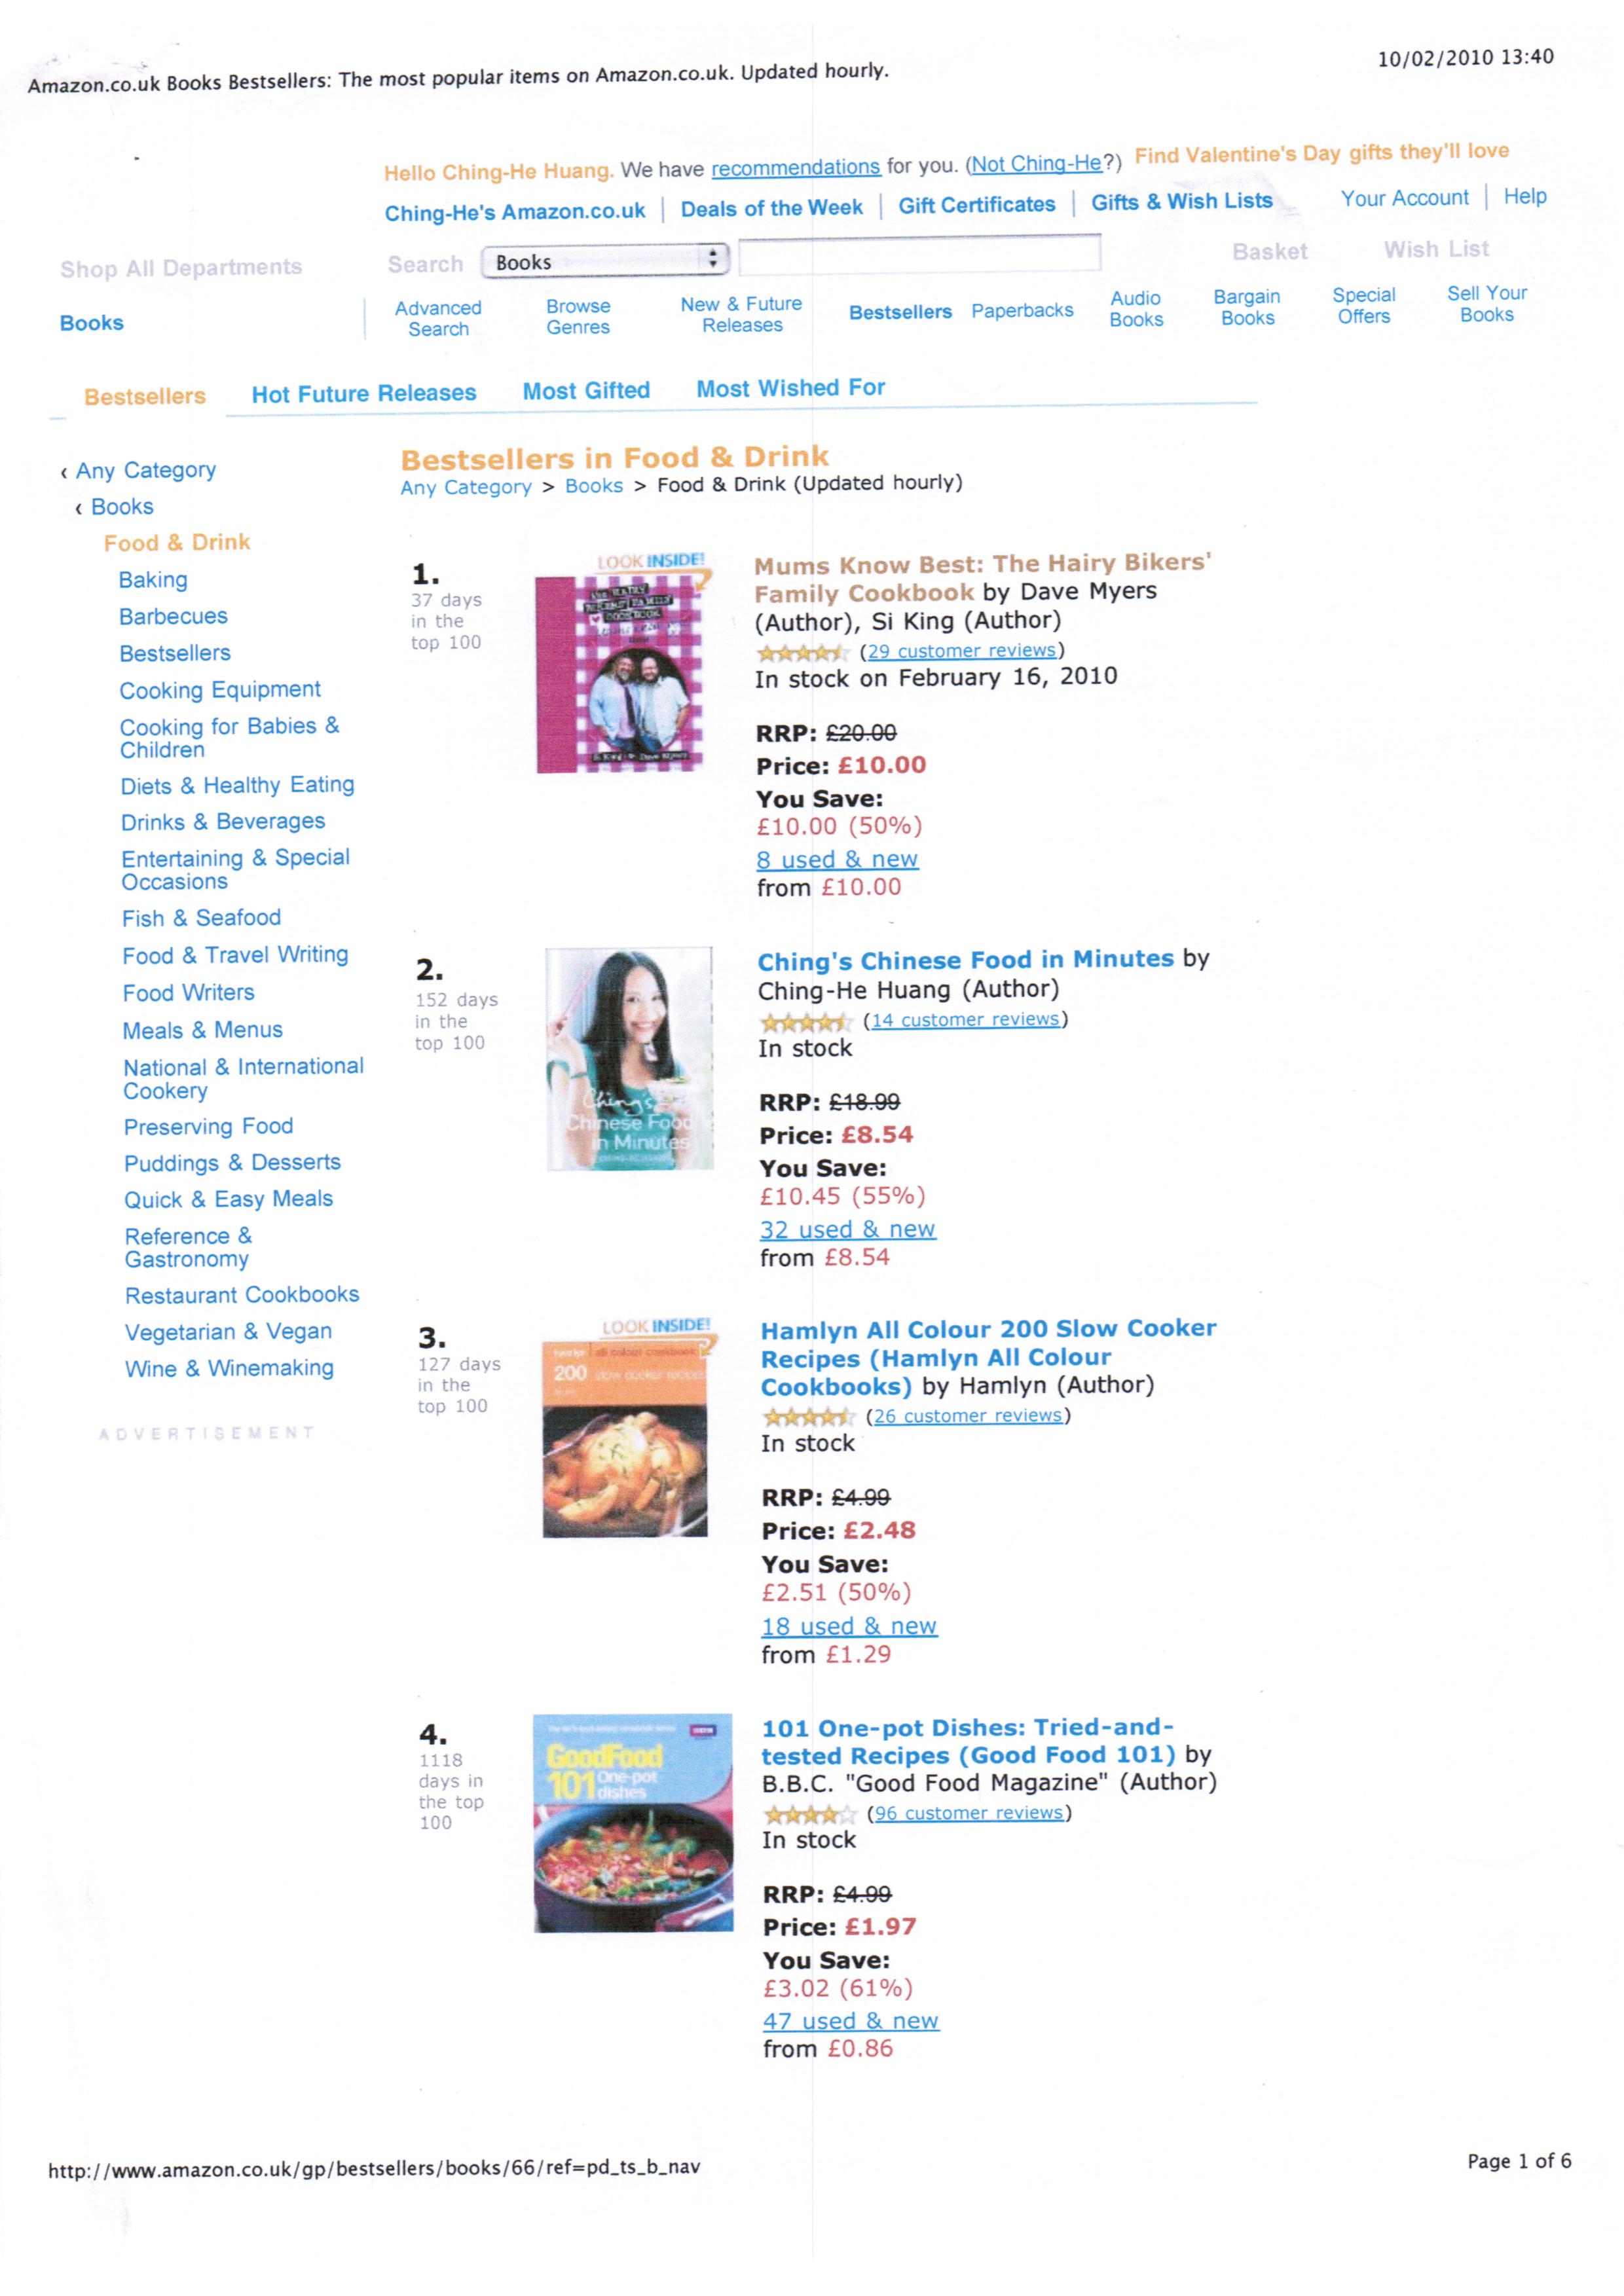 Amazon.co.uk Books Bestsellers: The most popular items on Amazon.co.uk. Updated hourly.
10/02/2010 13:40
Hello Ching-He Huang. We have recommendations for you. (Not Ching-He?)
Find Valentine's Day gifts they'll love
Ching-He's Amazon.co.uk | Deals of the Week | Gift Certificates | Gifts & Wish Lists
Your Account | Help
Shop All Departments
Search
Books
Basket
Wish List
Books
Advanced
Search
Browse
Genres
New & Future
Releases
Bestsellers
Paperbacks
Audio
Books
Bargain
Books
Special
Offers
Sell Your
Books
Bestsellers
Hot Future Releases
Most Gifted
Most Wished For
‹ Any Category
‹ Books
Food & Drink
Baking
Barbecues
Bestsellers
Cooking Equipment
Cooking for Babies &
Children
Diets & Healthy Eating
Drinks & Beverages
Entertaining & Special
Occasions
Fish & Seafood
Food & Travel Writing
Food Writers
Meals & Menus
National & International
Cookery
Preserving Food
Puddings & Desserts
Quick & Easy Meals
Reference &
Gastronomy
Restaurant Cookbooks
Vegetarian & Vegan
Wine & Winemaking
ADVERTISEMENT
Bestsellers in Food & Drink
Any Category > Books > Food & Drink (Updated hourly)
1.
37 days
in the
top 100
LOOK INSIDE!
Mums Know Best: The Hairy Bikers'
Family Cookbook by Dave Myers
(Author), Si King (Author)
(29 customer reviews)
In stock on February 16, 2010
RRP: £20.00
Price: £10.00
You Save:
£10.00 (50%)
8 used & new
from £10.00
2.
152 days
in the
top 100
Ching's
Chinese Food
in Minutes
Ching's Chinese Food in Minutes by
Ching-He Huang (Author)
(14 customer reviews)
In stock
RRP: £18.99
Price: £8.54
You Save:
£10.45 (55%)
32 used & new
from £8.54
3.
127 days
in the
top 100
LOOK INSIDE!
hamlyn all colour cookbook
200 slow cooker recipes
Hamlyn All Colour 200 Slow Cooker
Recipes (Hamlyn All Colour
Cookbooks) by Hamlyn (Author)
(26 customer reviews)
In stock
RRP: £4.99
Price: £2.48
You Save:
£2.51 (50%)
18 used & new
from £1.29
4.
1118
days in
the top
100
GoodFood
101 One-pot
dishes
101 One-pot Dishes: Tried-and-
tested Recipes (Good Food 101) by
B.B.C. "Good Food Magazine" (Author)
(96 customer reviews)
In stock
RRP: £4.99
Price: £1.97
You Save:
£3.02 (61%)
47 used & new
from £0.86
http://www.amazon.co.uk/gp/bestsellers/books/66/ref=pd_ts_b_nav
Page 1 of 6